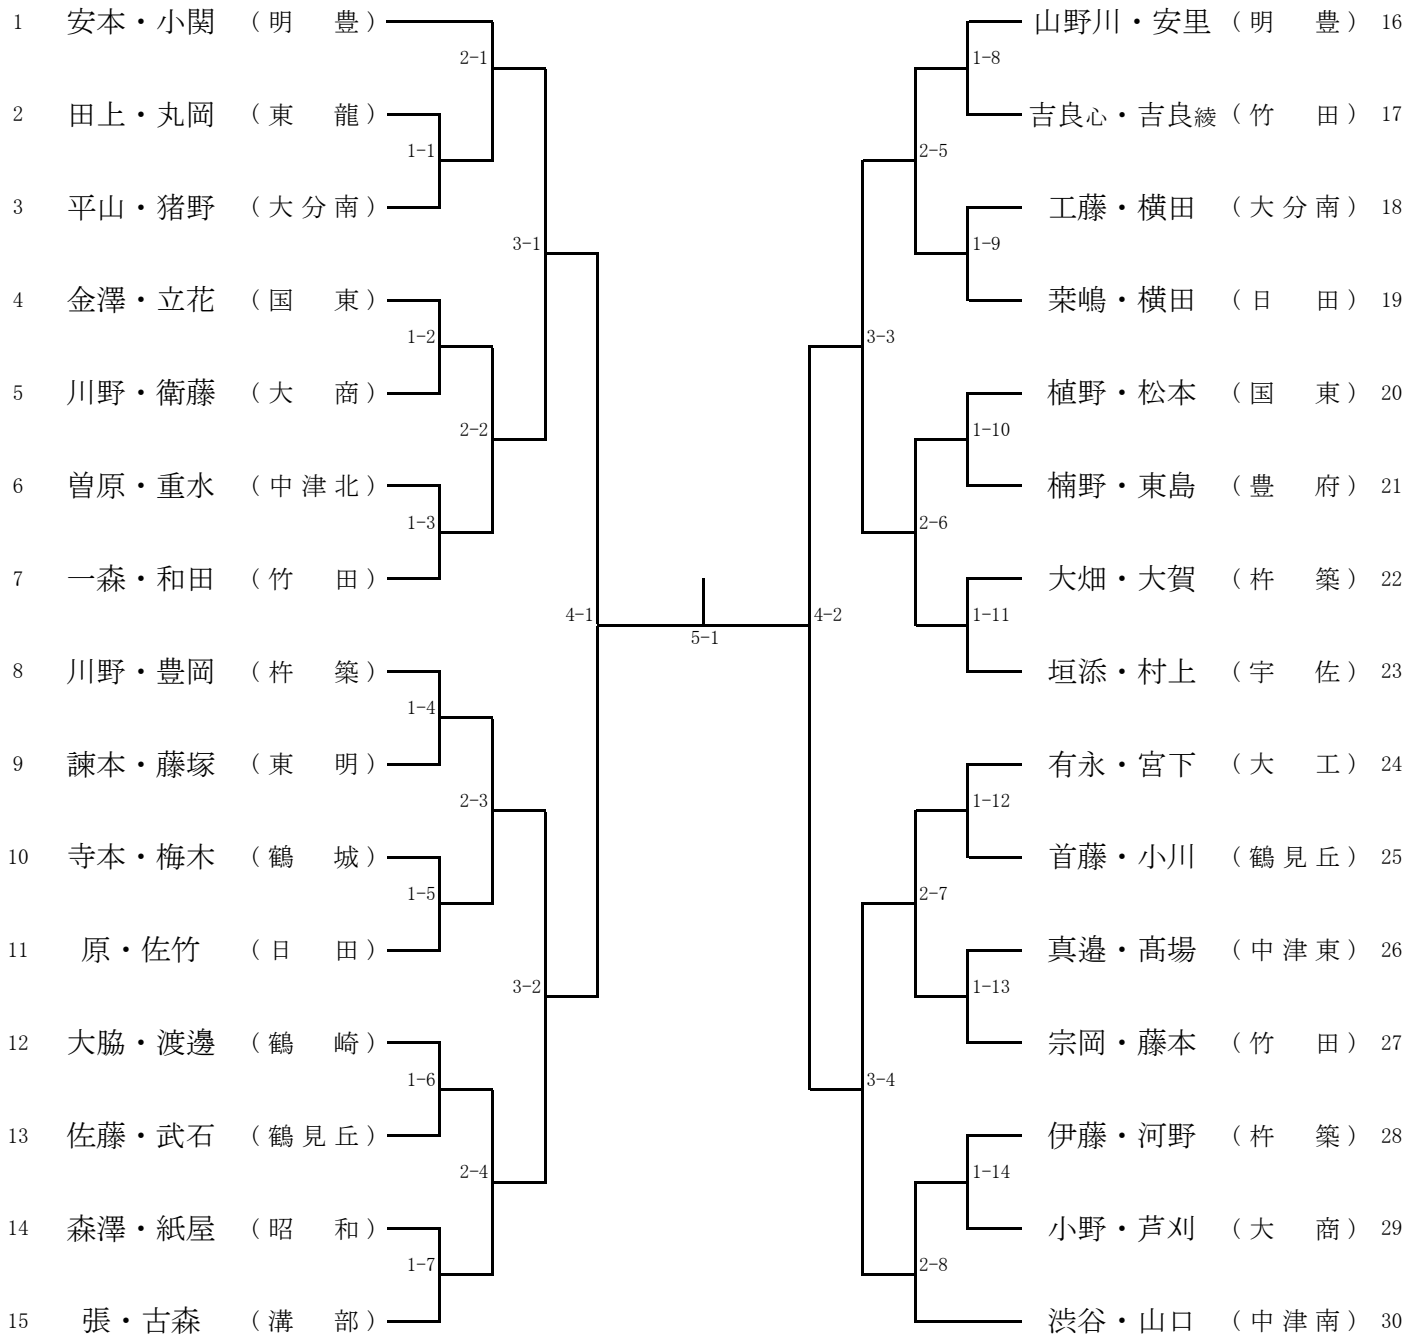 1 安本・小関 （明 豊）
2-1
2 田上・丸岡 （東 龍）
1-1
3 平山・猪野 （大分南）
3-1
4 金澤・立花 （国 東）
1-2
5 川野・衛藤 （大 商）
2-2
6 曽原・重水 （中津北）
1-3
7 一森・和田 （竹 田）
4-1
8 川野・豊岡 （杵 築）
1-4
9 諫本・藤塚 （東 明）
2-3
10 寺本・梅木 （鶴 城）
1-5
11 原・佐竹 （日 田）
3-2
12 大脇・渡邊 （鶴 崎）
1-6
13 佐藤・武石 （鶴見丘）
2-4
14 森澤・紙屋 （昭 和）
1-7
15 張・古森 （溝 部）
5-1
山野川・安里 （明 豊） 16
1-8
吉良心・吉良綾 （竹 田） 17
2-5
工藤・横田 （大分南） 18
1-9
桒嶋・横田 （日 田） 19
3-3
植野・松本 （国 東） 20
1-10
楠野・東島 （豊 府） 21
2-6
大畑・大賀 （杵 築） 22
4-2
1-11
垣添・村上 （宇 佐） 23
有永・宮下 （大 工） 24
1-12
首藤・小川 （鶴見丘） 25
2-7
真邉・髙場 （中津東） 26
1-13
宗岡・藤本 （竹 田） 27
3-4
伊藤・河野 （杵 築） 28
1-14
小野・芦刈 （大 商） 29
2-8
渋谷・山口 （中津南） 30